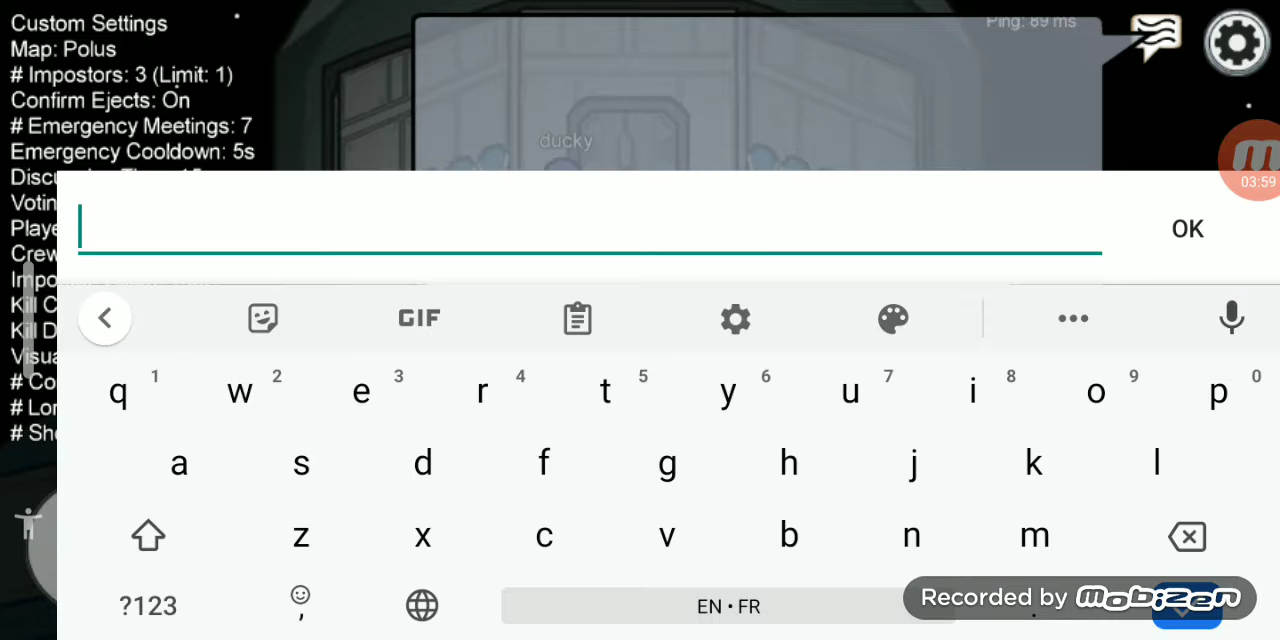 Custom Settings
Map: Polus
# Impostors: 3 (Limit: 1)
Confirm Ejects: On
# Emergency Meetings: 7
Emergency Cooldown: 5s
Ping: 89 ms
ducky
03:59
OK
GIF
q 1 w 2 e 3 r 4 t 5 y 6 u 7 i 8 o 9 p 0
a s d f g h j k l
z x c v b n m
?123 , EN • FR .
Recorded by mobizen